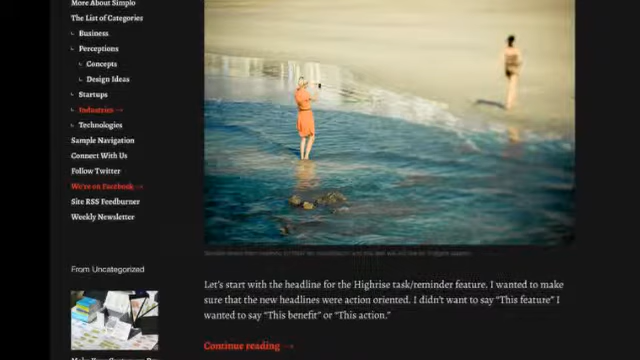 More About Simplo
The List of Categories
Business
Perceptions
Concepts
Design Ideas
Startups
Industries →
Technologies
Sample Navigation
Connect With Us
Follow Twitter
We're on Facebook →
Site RSS Feedburner
Weekly Newsletter
From Uncategorized
Let's start with the headline for the Highrise task/reminder feature. I wanted to make
sure that the new headlines were action oriented. I didn't want to say “This feature” I
wanted to say “This benefit” or “This action.”
Continue reading →